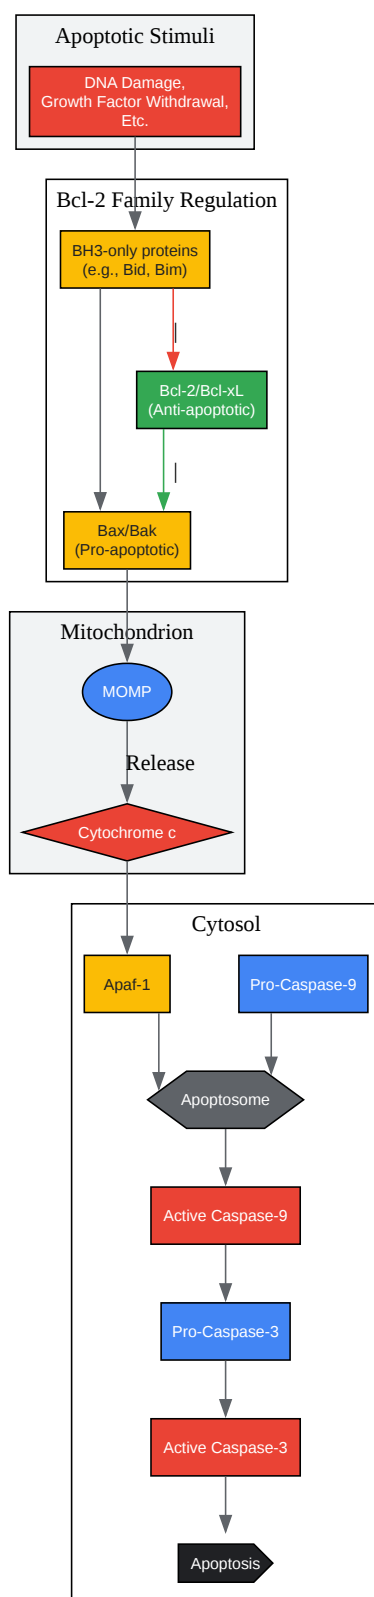 Apoptotic Stimuli
DNA Damage,
Growth Factor Withdrawal,
Etc.
Bcl-2 Family Regulation
BH3-only proteins
(e.g., Bid, Bim)
|
Bcl-2/Bcl-xL
(Anti-apoptotic)
|
Bax/Bak
(Pro-apoptotic)
Mitochondrion
MOMP
Release
Cytochrome c
Cytosol
Apaf-1
Pro-Caspase-9
Apoptosome
Active Caspase-9
Pro-Caspase-3
Active Caspase-3
Apoptosis